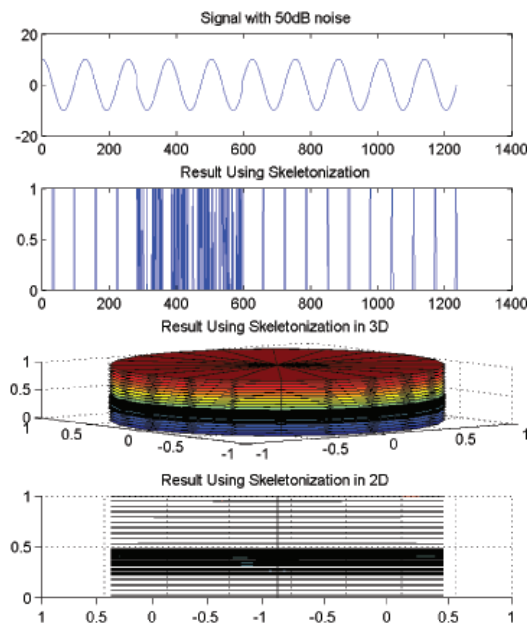 Signal with 50dB noise
20
0
-20
0 200 400 600 800 1000 1200 1400
Result Using Skeletonization
1
0.5
0
0 200 400 600 800 1000 1200 1400
Result Using Skeletonization in 3D
1
0.5
0
1 0.5 0 -0.5 -1 -1 -0.5 0 0.5 1
Result Using Skeletonization in 2D
1
0.5
0
1 0.5 0 -0.5 -1 -0.5 0 0.5 1